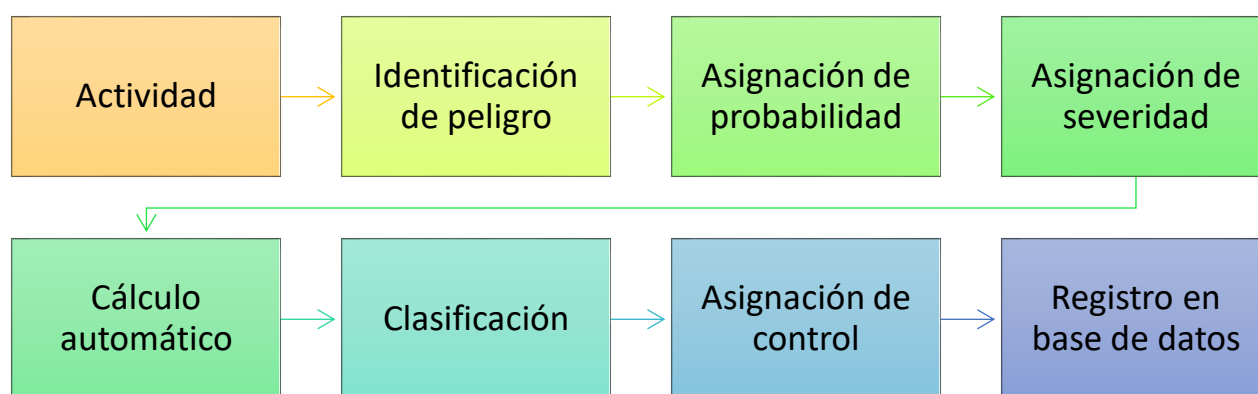 Actividad
Identificación
de peligro
Asignación de
probabilidad
Asignación de
severidad
Cálculo
automático
Clasificación
Asignación de
control
Registro en
base de datos